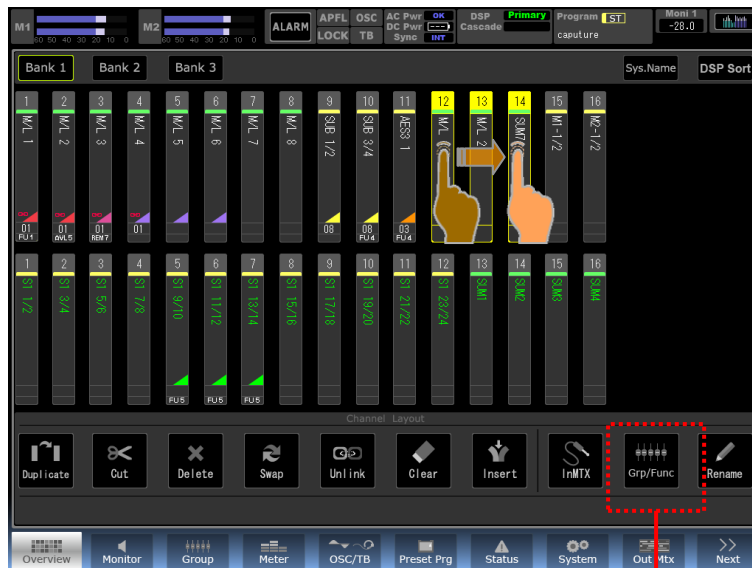 M1 60 50 40 30 20 10 0 M2 60 50 40 30 20 10 0 ALARM APFL OSC AC Pwr OK DSP Primary Program ST Moni 1
LOCK TB DC Pwr Cascade caputure -28.0
Sync INT
Bank 1 Bank 2 Bank 3 Sys.Name DSP Sort
1 2 3 4 5 6 7 8 9 10 11 12 13 14 15 16
M/L 1 M/L 2 M/L 3 M/L 4 M/L 5 M/L 6 M/L 7 M/L 8 SUB 1/2 SUB 3/4 AES3 1 M/L M/L 2 SUM7 M1-1/2 M2-1/2
01 01 01 01 08 08 03
FU1 AVL5 REM7 FU4 FU4
1 2 3 4 5 6 7 8 9 10 11 12 13 14 15 16
S1 1/2 S1 3/4 S1 5/6 S1 7/8 S1 9/10 S1 11/12 S1 13/14 S1 15/16 S1 17/18 S1 19/20 S1 21/22 S1 23/24 SUM1 SUM2 SUM3 SUM4
FU5 FU5 FU5
Channel Layout
Duplicate Cut Delete Swap Unlink Clear Insert InMTX Grp/Func Rename
Overview Monitor Group Meter OSC/TB Preset Prg Status System Out Mtx Next